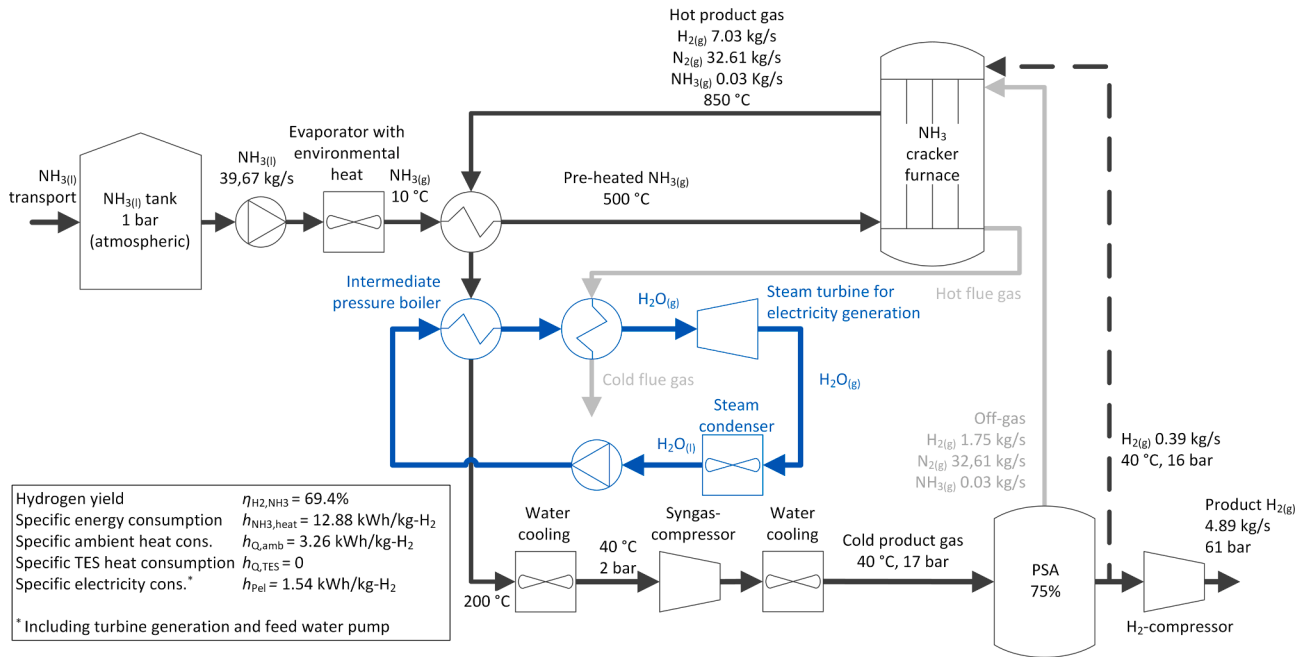 Hot product gas
H2(g) 7.03 kg/s
N2(g) 32.61 kg/s
NH3(g) 0.03 Kg/s
850 °C
NH3
cracker
furnace
NH3(l)
transport
NH3(l) tank
1 bar
(atmospheric)
NH3(l)
39,67 kg/s
Evaporator with
environmental
heat
NH3(g)
10 °C
Pre-heated NH3(g)
500 °C
Intermediate
pressure boiler
H2O(g)
Steam turbine for
electricity generation
Hot flue gas
Cold flue gas
H2O(g)
Steam
condenser
H2O(l)
Off-gas
H2(g) 1.75 kg/s
N2(g) 32,61 kg/s
NH3(g) 0.03 kg/s
H2(g) 0.39 kg/s
40 °C, 16 bar
Product H2(g)
4.89 kg/s
61 bar
Hydrogen yield ηH2,NH3 = 69.4%
Specific energy consumption hNH3,heat = 12.88 kWh/kg-H2
Specific ambient heat cons. hQ,amb = 3.26 kWh/kg-H2
Specific TES heat consumption hQ,TES = 0
Specific electricity cons.* hPel = 1.54 kWh/kg-H2
* Including turbine generation and feed water pump
200 °C
Water
cooling
40 °C
2 bar
Syngas-
compressor
Water
cooling
Cold product gas
40 °C, 17 bar
PSA
75%
H2-compressor